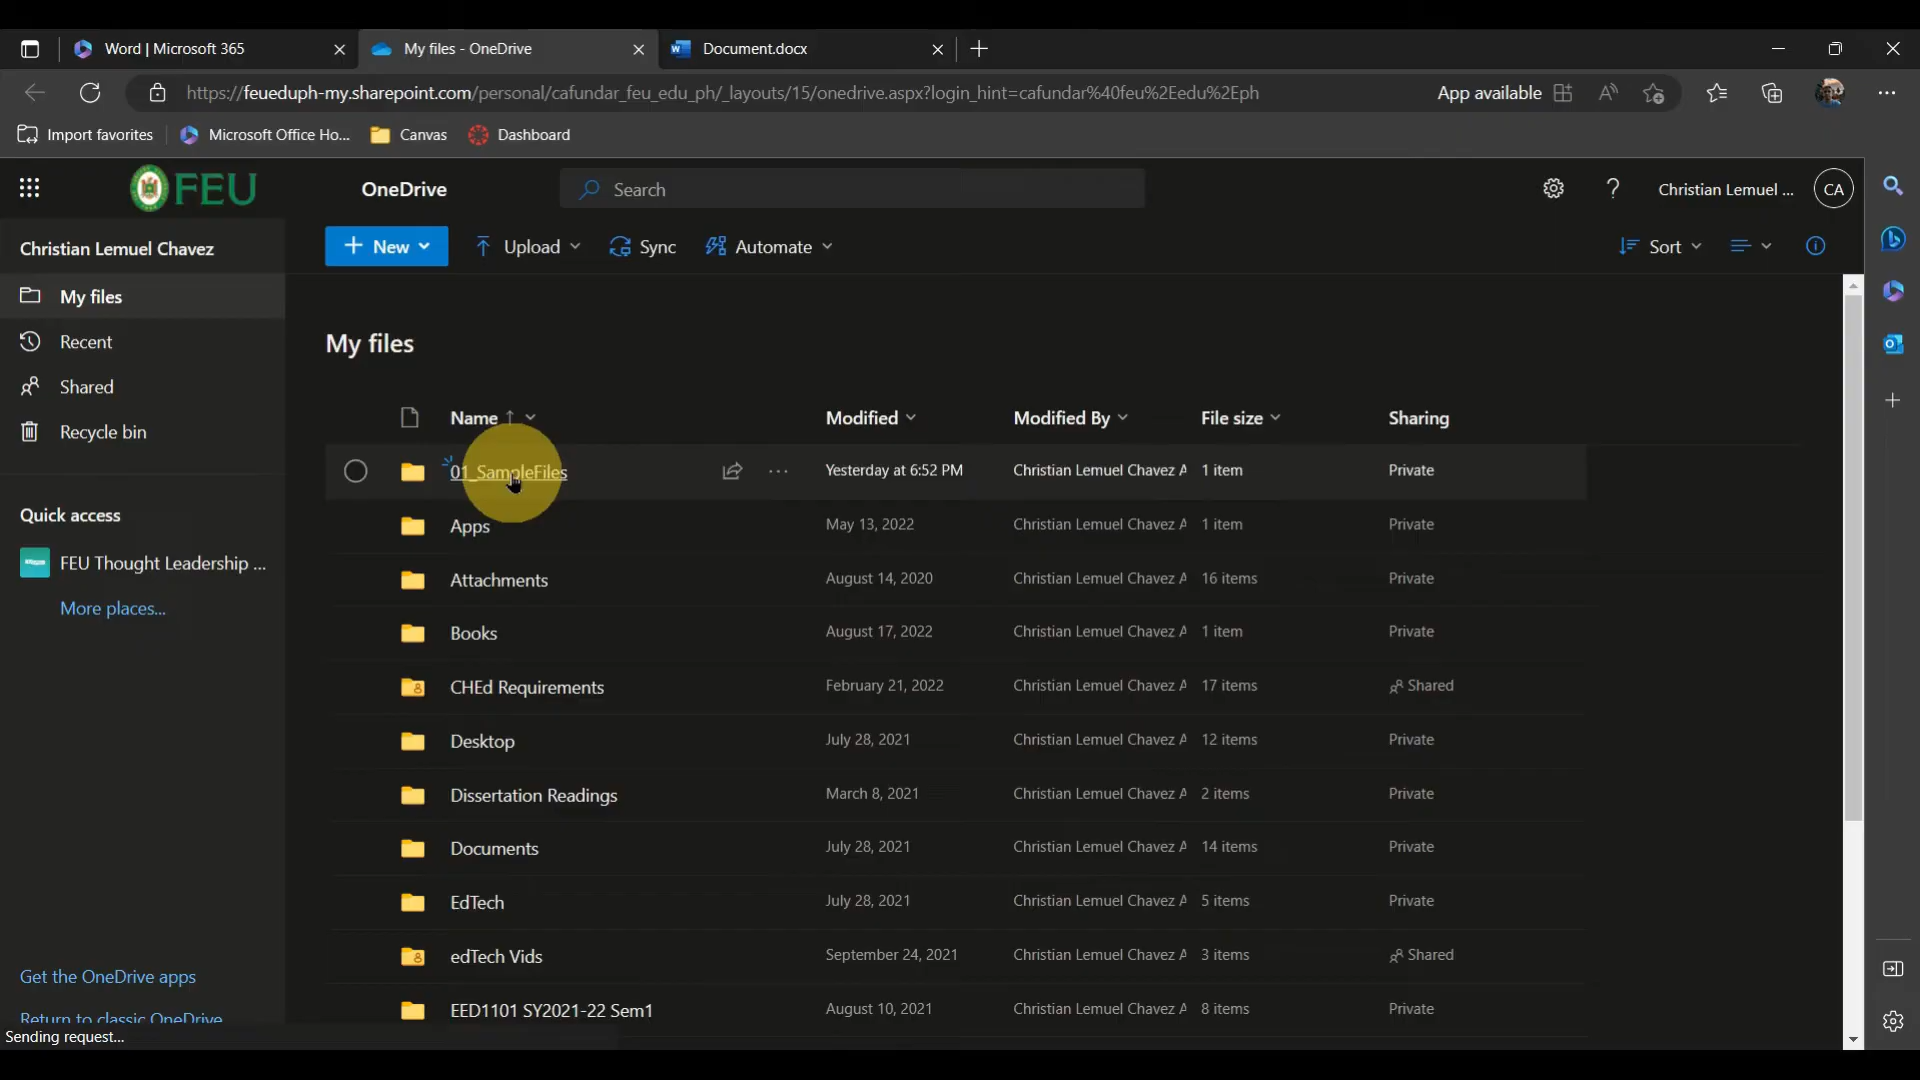 Word | Microsoft 365
My files - OneDrive
Document.docx
https://feueduph-my.sharepoint.com/personal/cafundar_feu_edu_ph/_layouts/15/onedrive.aspx?login_hint=cafundar%40feu%2Eedu%2Eph
App available
Import favorites
Microsoft Office Ho...
Canvas
Dashboard
FEU
OneDrive
Search
Christian Lemuel ...
CA
Christian Lemuel Chavez
New
Upload
Sync
Automate
Sort
My files
Recent
Shared
Recycle bin
Quick access
FEU Thought Leadership ...
More places...
Get the OneDrive apps
Return to classic OneDrive
Sending request...
My files
Name Modified Modified By File size Sharing
01_SampleFiles Yesterday at 6:52 PM Christian Lemuel Chavez A 1 item Private
Apps May 13, 2022 Christian Lemuel Chavez A 1 item Private
Attachments August 14, 2020 Christian Lemuel Chavez A 16 items Private
Books August 17, 2022 Christian Lemuel Chavez A 1 item Private
CHEd Requirements February 21, 2022 Christian Lemuel Chavez A 17 items Shared
Desktop July 28, 2021 Christian Lemuel Chavez A 12 items Private
Dissertation Readings March 8, 2021 Christian Lemuel Chavez A 2 items Private
Documents July 28, 2021 Christian Lemuel Chavez A 14 items Private
EdTech July 28, 2021 Christian Lemuel Chavez A 5 items Private
edTech Vids September 24, 2021 Christian Lemuel Chavez A 3 items Shared
EED1101 SY2021-22 Sem1 August 10, 2021 Christian Lemuel Chavez A 8 items Private